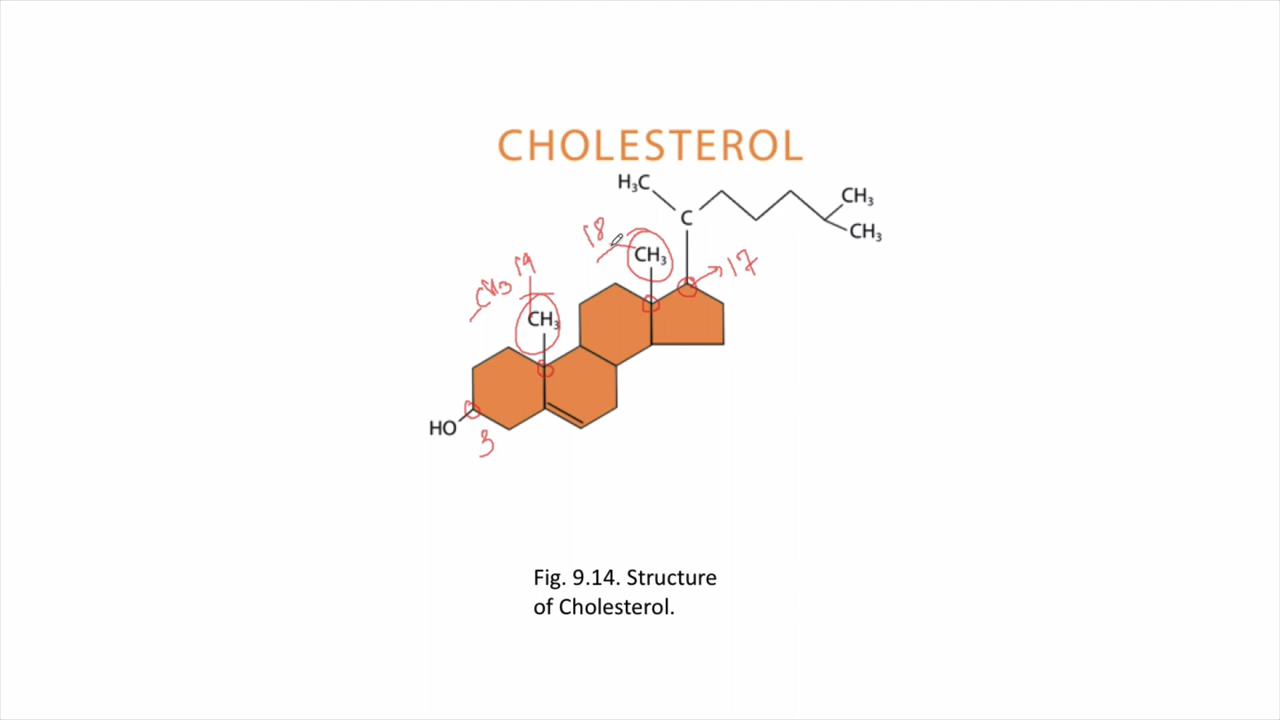 CHOLESTEROL
H₃C
CH₃
C
CH₃
18
CH₃
17
19
CH₃
CH₃
HO
3
Fig. 9.14. Structure
of Cholesterol.